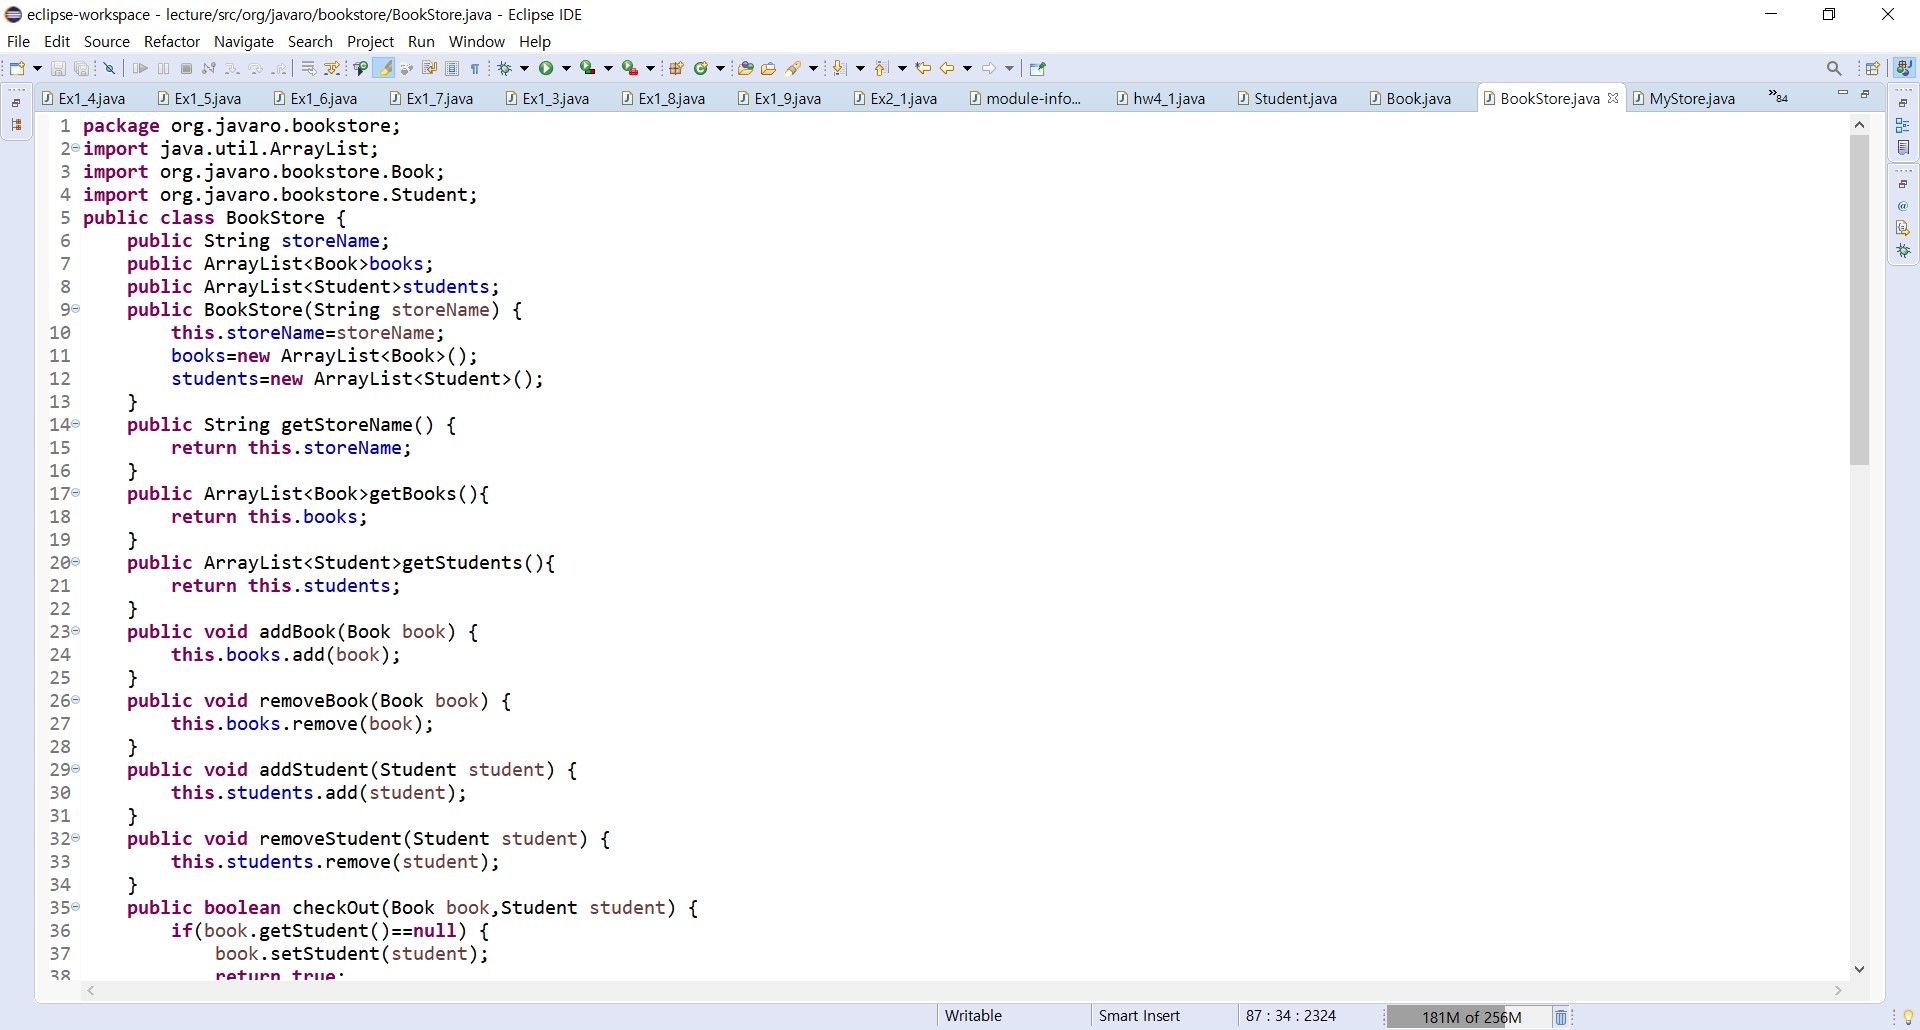 eclipse-workspace - lecture/src/org/javaro/bookstore/BookStore.java - Eclipse IDE
File Edit Source Refactor Navigate Search Project Run Window Help
Ex1_4.java Ex1_5.java Ex1_6.java Ex1_7.java Ex1_3.java Ex1_8.java Ex1_9.java Ex2_1.java module-info... hw4_1.java Student.java Book.java BookStore.java MyStore.java »84
1 package org.javaro.bookstore;
2 import java.util.ArrayList;
3 import org.javaro.bookstore.Book;
4 import org.javaro.bookstore.Student;
5 public class BookStore {
6 public String storeName;
7 public ArrayList<Book>books;
8 public ArrayList<Student>students;
9 public BookStore(String storeName) {
10 this.storeName=storeName;
11 books=new ArrayList<Book>();
12 students=new ArrayList<Student>();
13 }
14 public String getStoreName() {
15 return this.storeName;
16 }
17 public ArrayList<Book>getBooks(){
18 return this.books;
19 }
20 public ArrayList<Student>getStudents(){
21 return this.students;
22 }
23 public void addBook(Book book) {
24 this.books.add(book);
25 }
26 public void removeBook(Book book) {
27 this.books.remove(book);
28 }
29 public void addStudent(Student student) {
30 this.students.add(student);
31 }
32 public void removeStudent(Student student) {
33 this.students.remove(student);
34 }
35 public boolean checkOut(Book book,Student student) {
36 if(book.getStudent()==null) {
37 book.setStudent(student);
38 return true;
Writable Smart Insert 87 : 34 : 2324 181M of 256M